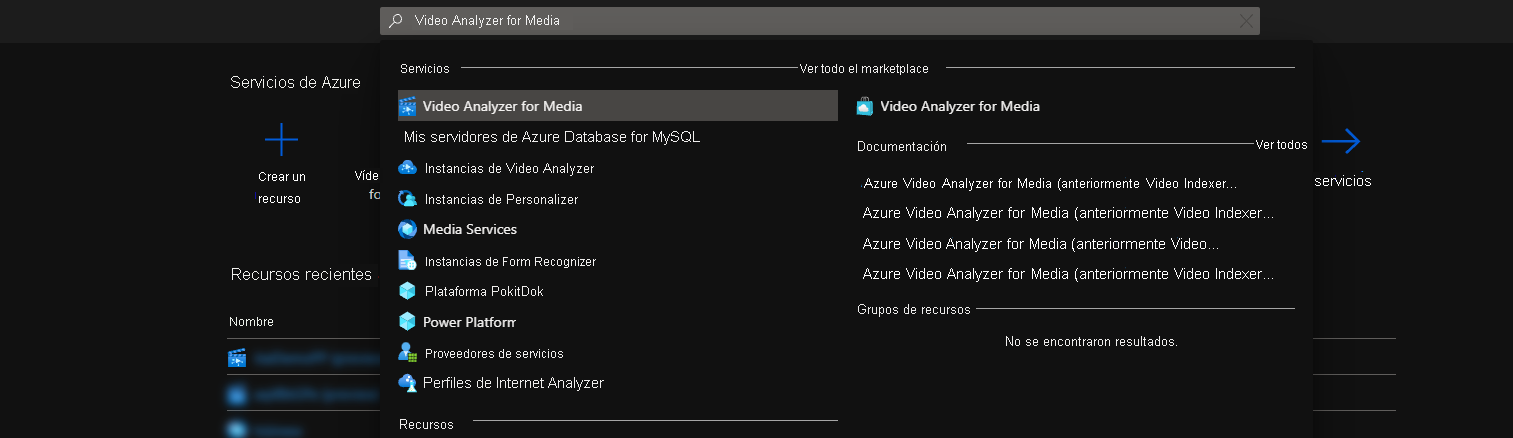 Video Analyzer for Media
Servicios de Azure
Crear un
recurso
Víde
fo
servicios
Recursos recientes
Nombre
Servicios
Video Analyzer for Media
Mis servidores de Azure Database for MySQL
Instancias de Video Analyzer
Instancias de Personalizer
Media Services
Instancias de Form Recognizer
Plataforma PokitDok
Power Platform
Proveedores de servicios
Perfiles de Internet Analyzer
Recursos
Ver todo el marketplace
Video Analyzer for Media
Documentación
Ver todos
Azure Video Analyzer for Media (anteriormente Video Indexer...
Azure Video Analyzer for Media (anteriormente Video Indexer...
Azure Video Analyzer for Media (anteriormente Video...
Azure Video Analyzer for Media (anteriormente Video Indexer...
Grupos de recursos
No se encontraron resultados.